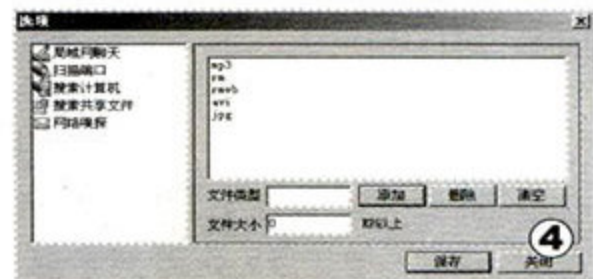 选项
局域网聊天
扫描端口
搜索计算机
搜索共享文件
网络嗅探
mp3
rm
rmvb
avi
jpg
文件类型
添加 删除 清空
文件大小 0 KB以上
保存 关闭
4